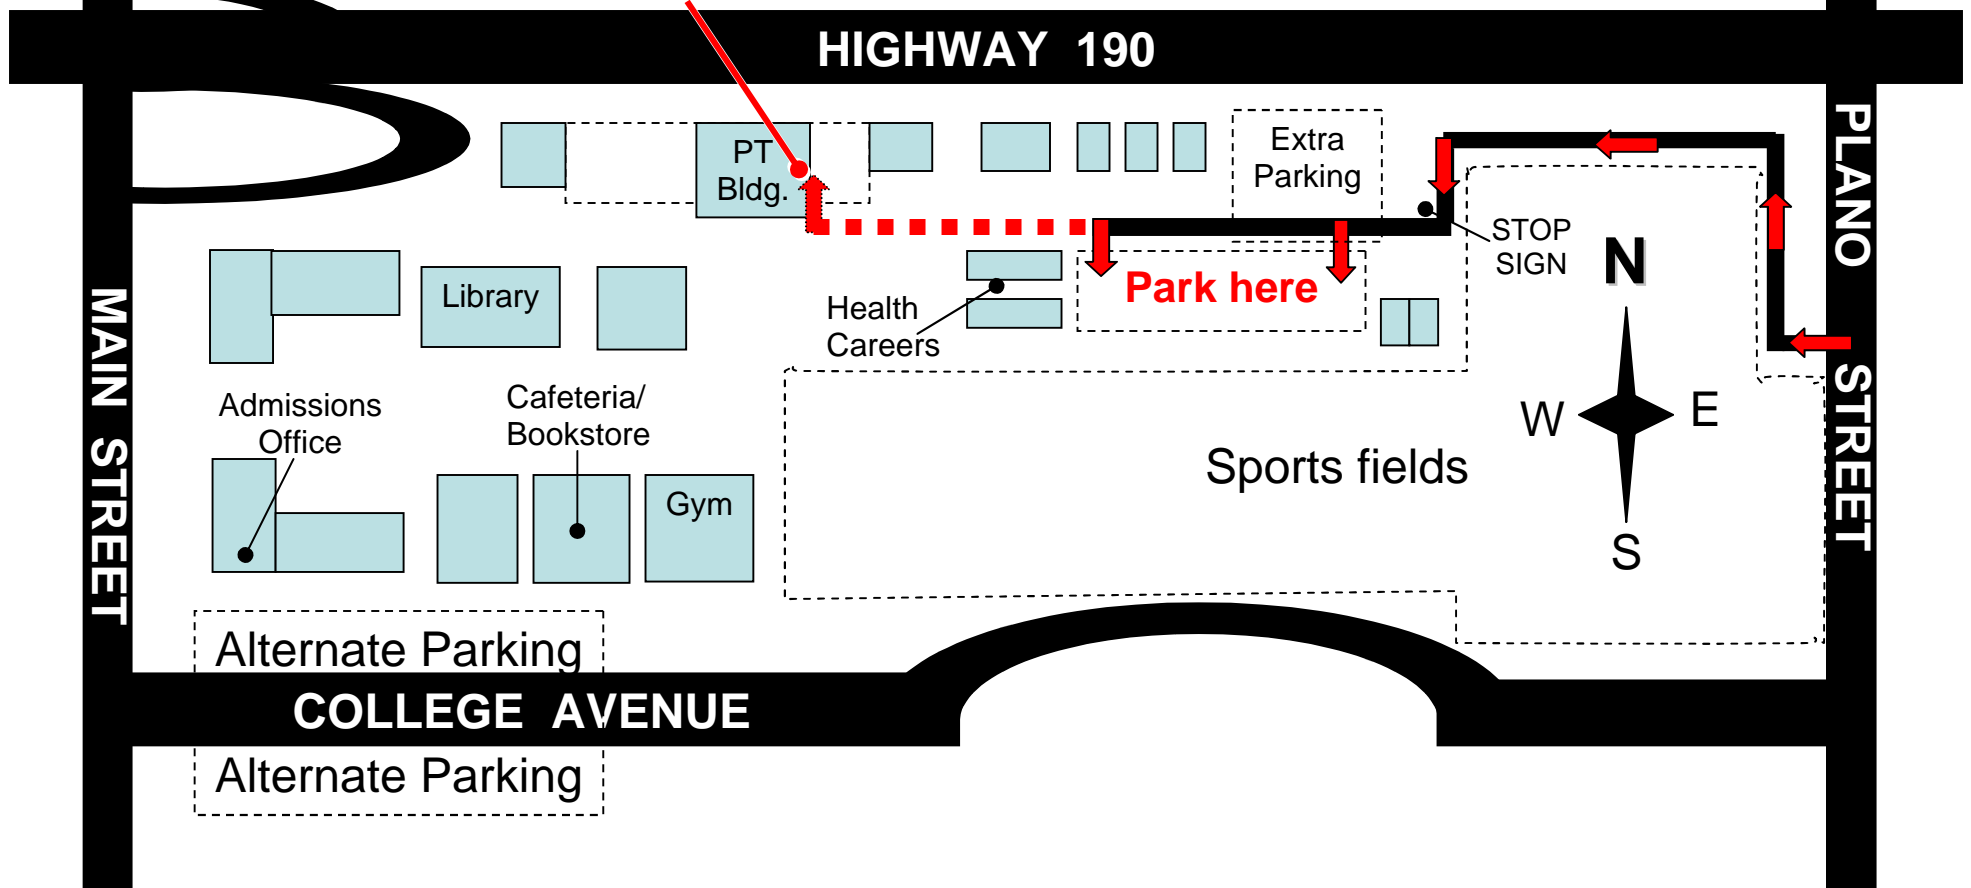 HIGHWAY 190
PT
Bldg.
Extra
Parking
PLANO STREET
STOP
SIGN
N
MAIN STREET
Library
Health
Careers
Park here
W
E
S
Admissions
Office
Cafeteria/
Bookstore
Gym
Sports fields
Alternate Parking
COLLEGE AVENUE
Alternate Parking